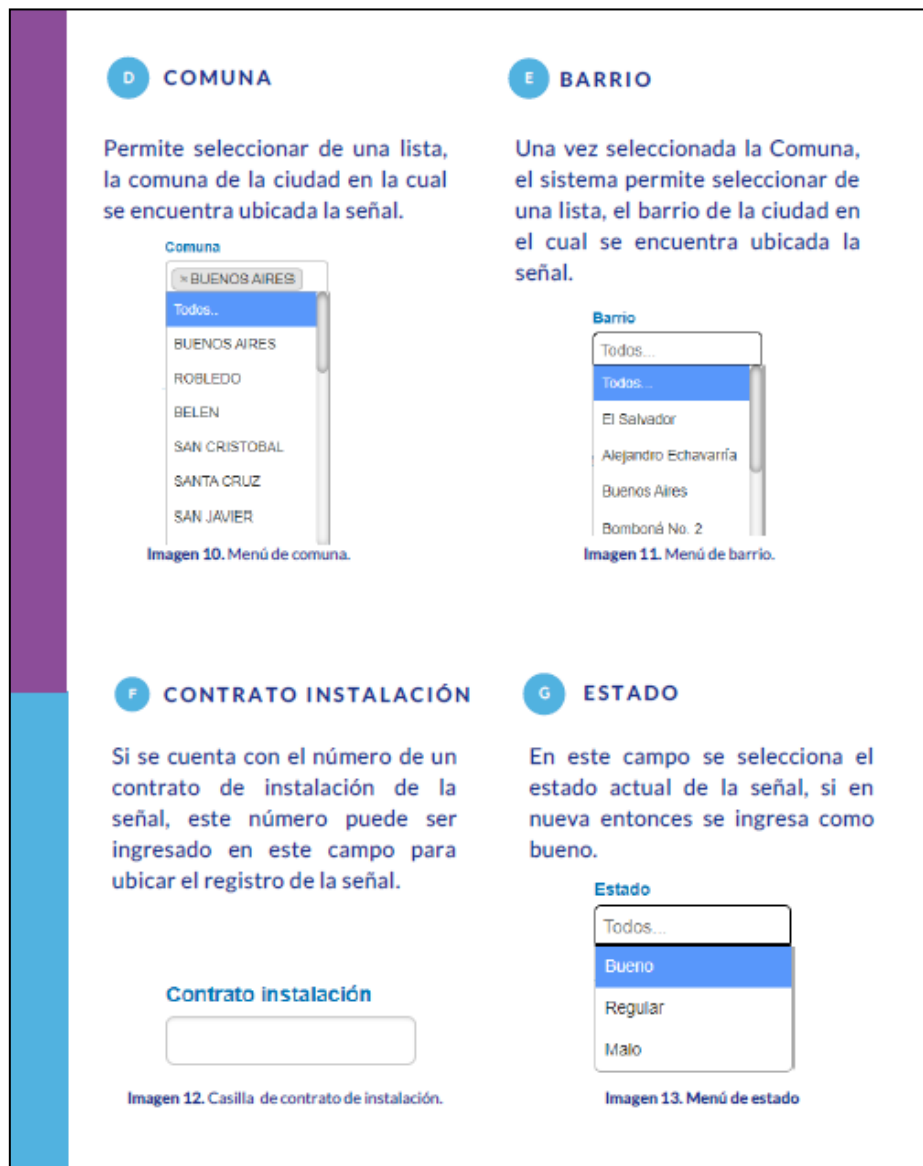 D COMUNA
Permite seleccionar de una lista,
la comuna de la ciudad en la cual
se encuentra ubicada la señal.
Comuna
×BUENOS AIRES
Todos..
BUENOS AIRES
ROBLEDO
BELEN
SAN CRISTOBAL
SANTA CRUZ
SAN JAVIER
Imagen 10. Menú de comuna.
E BARRIO
Una vez seleccionada la Comuna,
el sistema permite seleccionar de
una lista, el barrio de la ciudad en
el cual se encuentra ubicada la
señal.
Barrio
Todos...
Todos...
El Salvador
Alejandro Echavarría
Buenos Aires
Bomboná No. 2
Imagen 11. Menú de barrio.
F CONTRATO INSTALACIÓN
Si se cuenta con el número de un
contrato de instalación de la
señal, este número puede ser
ingresado en este campo para
ubicar el registro de la señal.
Contrato instalación
Imagen 12. Casilla de contrato de instalación.
G ESTADO
En este campo se selecciona el
estado actual de la señal, si en
nueva entonces se ingresa como
bueno.
Estado
Todos...
Bueno
Regular
Malo
Imagen 13. Menú de estado